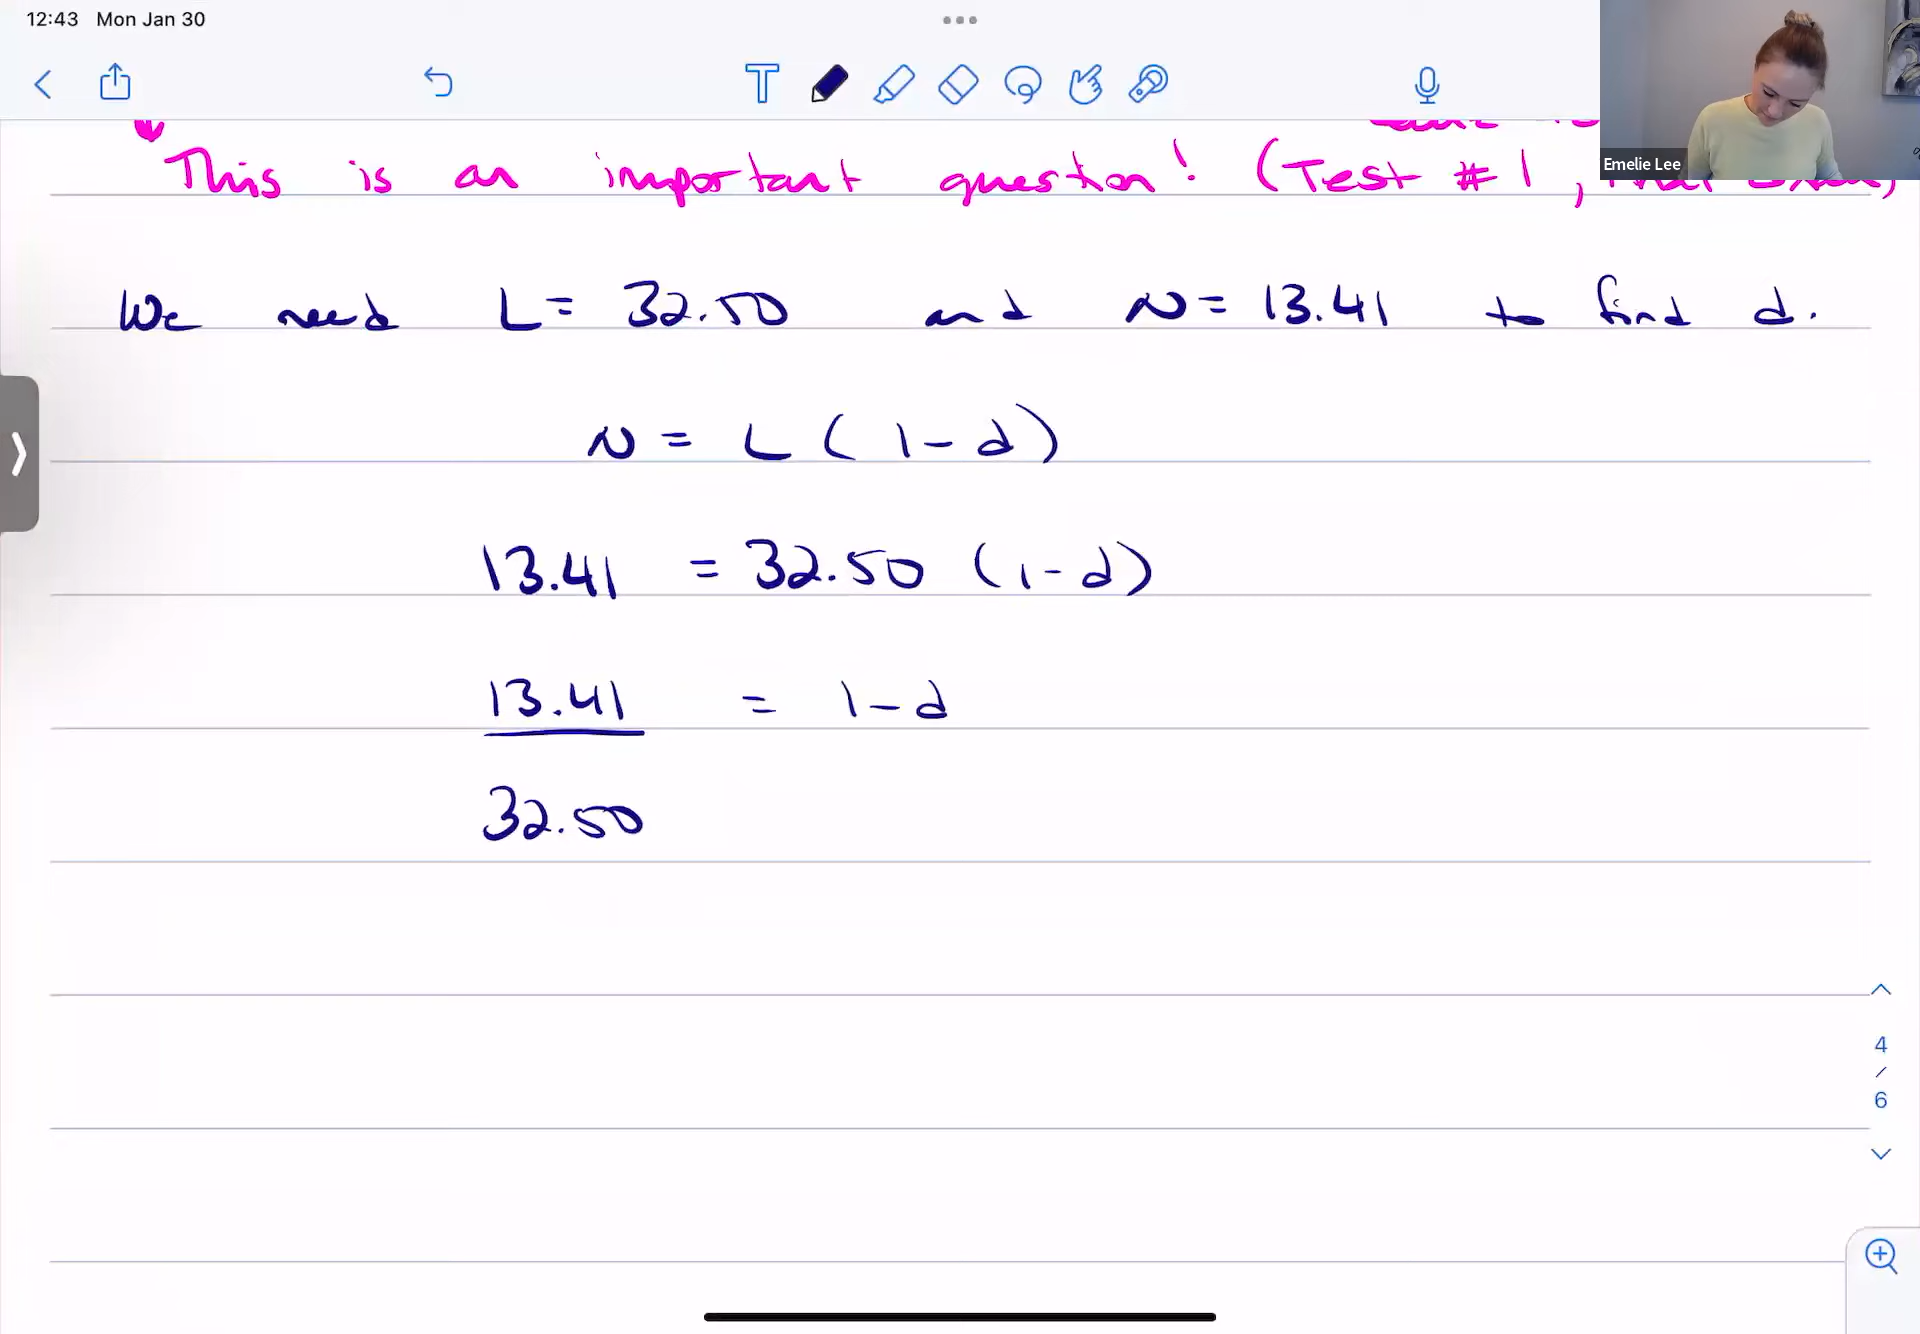 12:43 Mon Jan 30
Emelie Lee
This is an important question! (Test #1,
We need L = 32.50 and N = 13.41 to find d.
N = L (1-d)
13.41 = 32.50 (1-d)
13.41 = 1-d
32.50
4
/
6